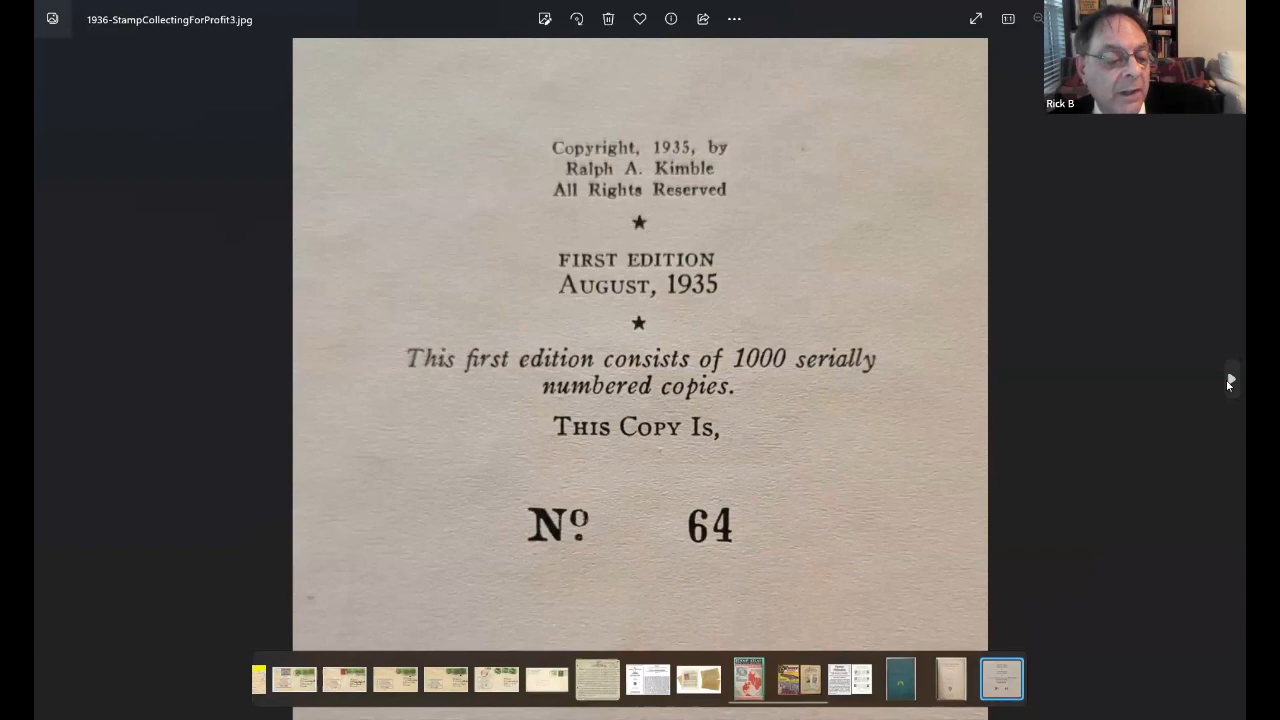 1936-StampCollectingForProfit3.jpg
Rick B
Copyright, 1935, by
Ralph A. Kimble
All Rights Reserved
FIRST EDITION
AUGUST, 1935
This first edition consists of 1000 serially
numbered copies.
THIS COPY IS,
Nº 64